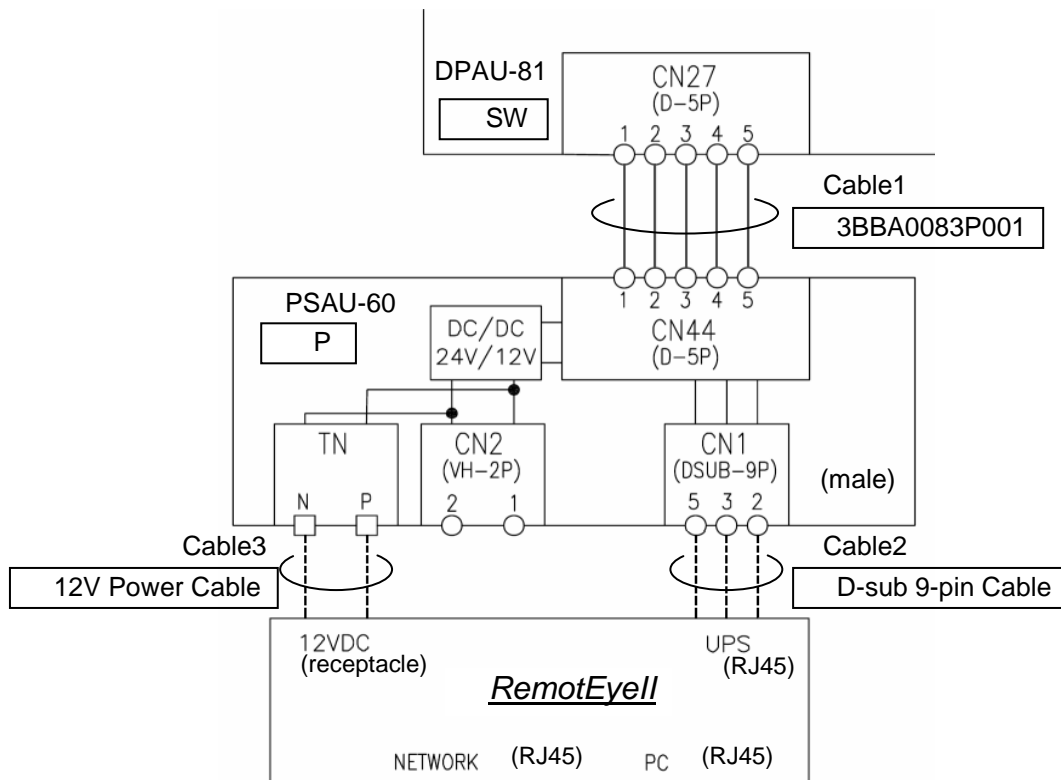 DPAU-81
SW
CN27
(D-5P)
1 2 3 4 5
Cable1
3BBA0083P001
1 2 3 4 5
PSAU-60
P
DC/DC
24V/12V
CN44
(D-5P)
TN
CN2
(VH-2P)
CN1
(DSUB-9P)
(male)
N P
2 1
5 3 2
Cable3
12V Power Cable
Cable2
D-sub 9-pin Cable
12VDC
(receptacle)
UPS
(RJ45)
RemotEyeII
NETWORK (RJ45) PC (RJ45)